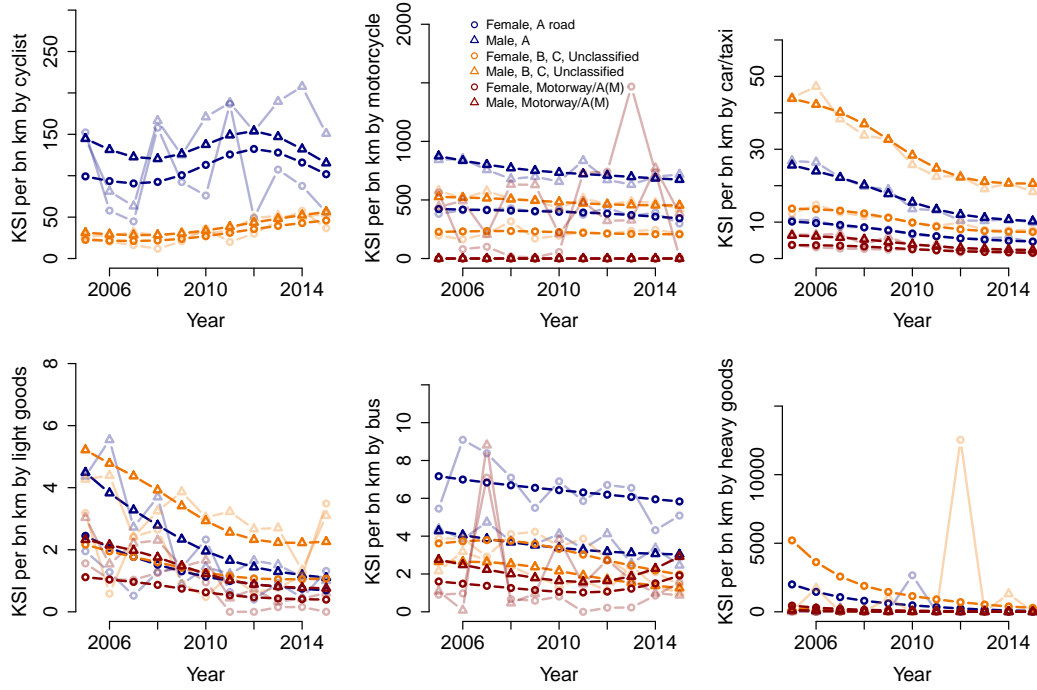 KSI per bn km by cyclist
0 50 150 250
2006 2010 2014
Year
KSI per bn km by motorcycle
0 500 1000 2000
2006 2010 2014
Year
Female, A road
Male, A
Female, B, C, Unclassified
Male, B, C, Unclassified
Female, Motorway/A(M)
Male, Motorway/A(M)
KSI per bn km by car/taxi
0 10 30 50
2006 2010 2014
Year
KSI per bn km by light goods
0 2 4 6 8
2006 2010 2014
Year
KSI per bn km by bus
0 2 4 6 8 10
2006 2010 2014
Year
KSI per bn km by heavy goods
0 5000 10000
2006 2010 2014
Year